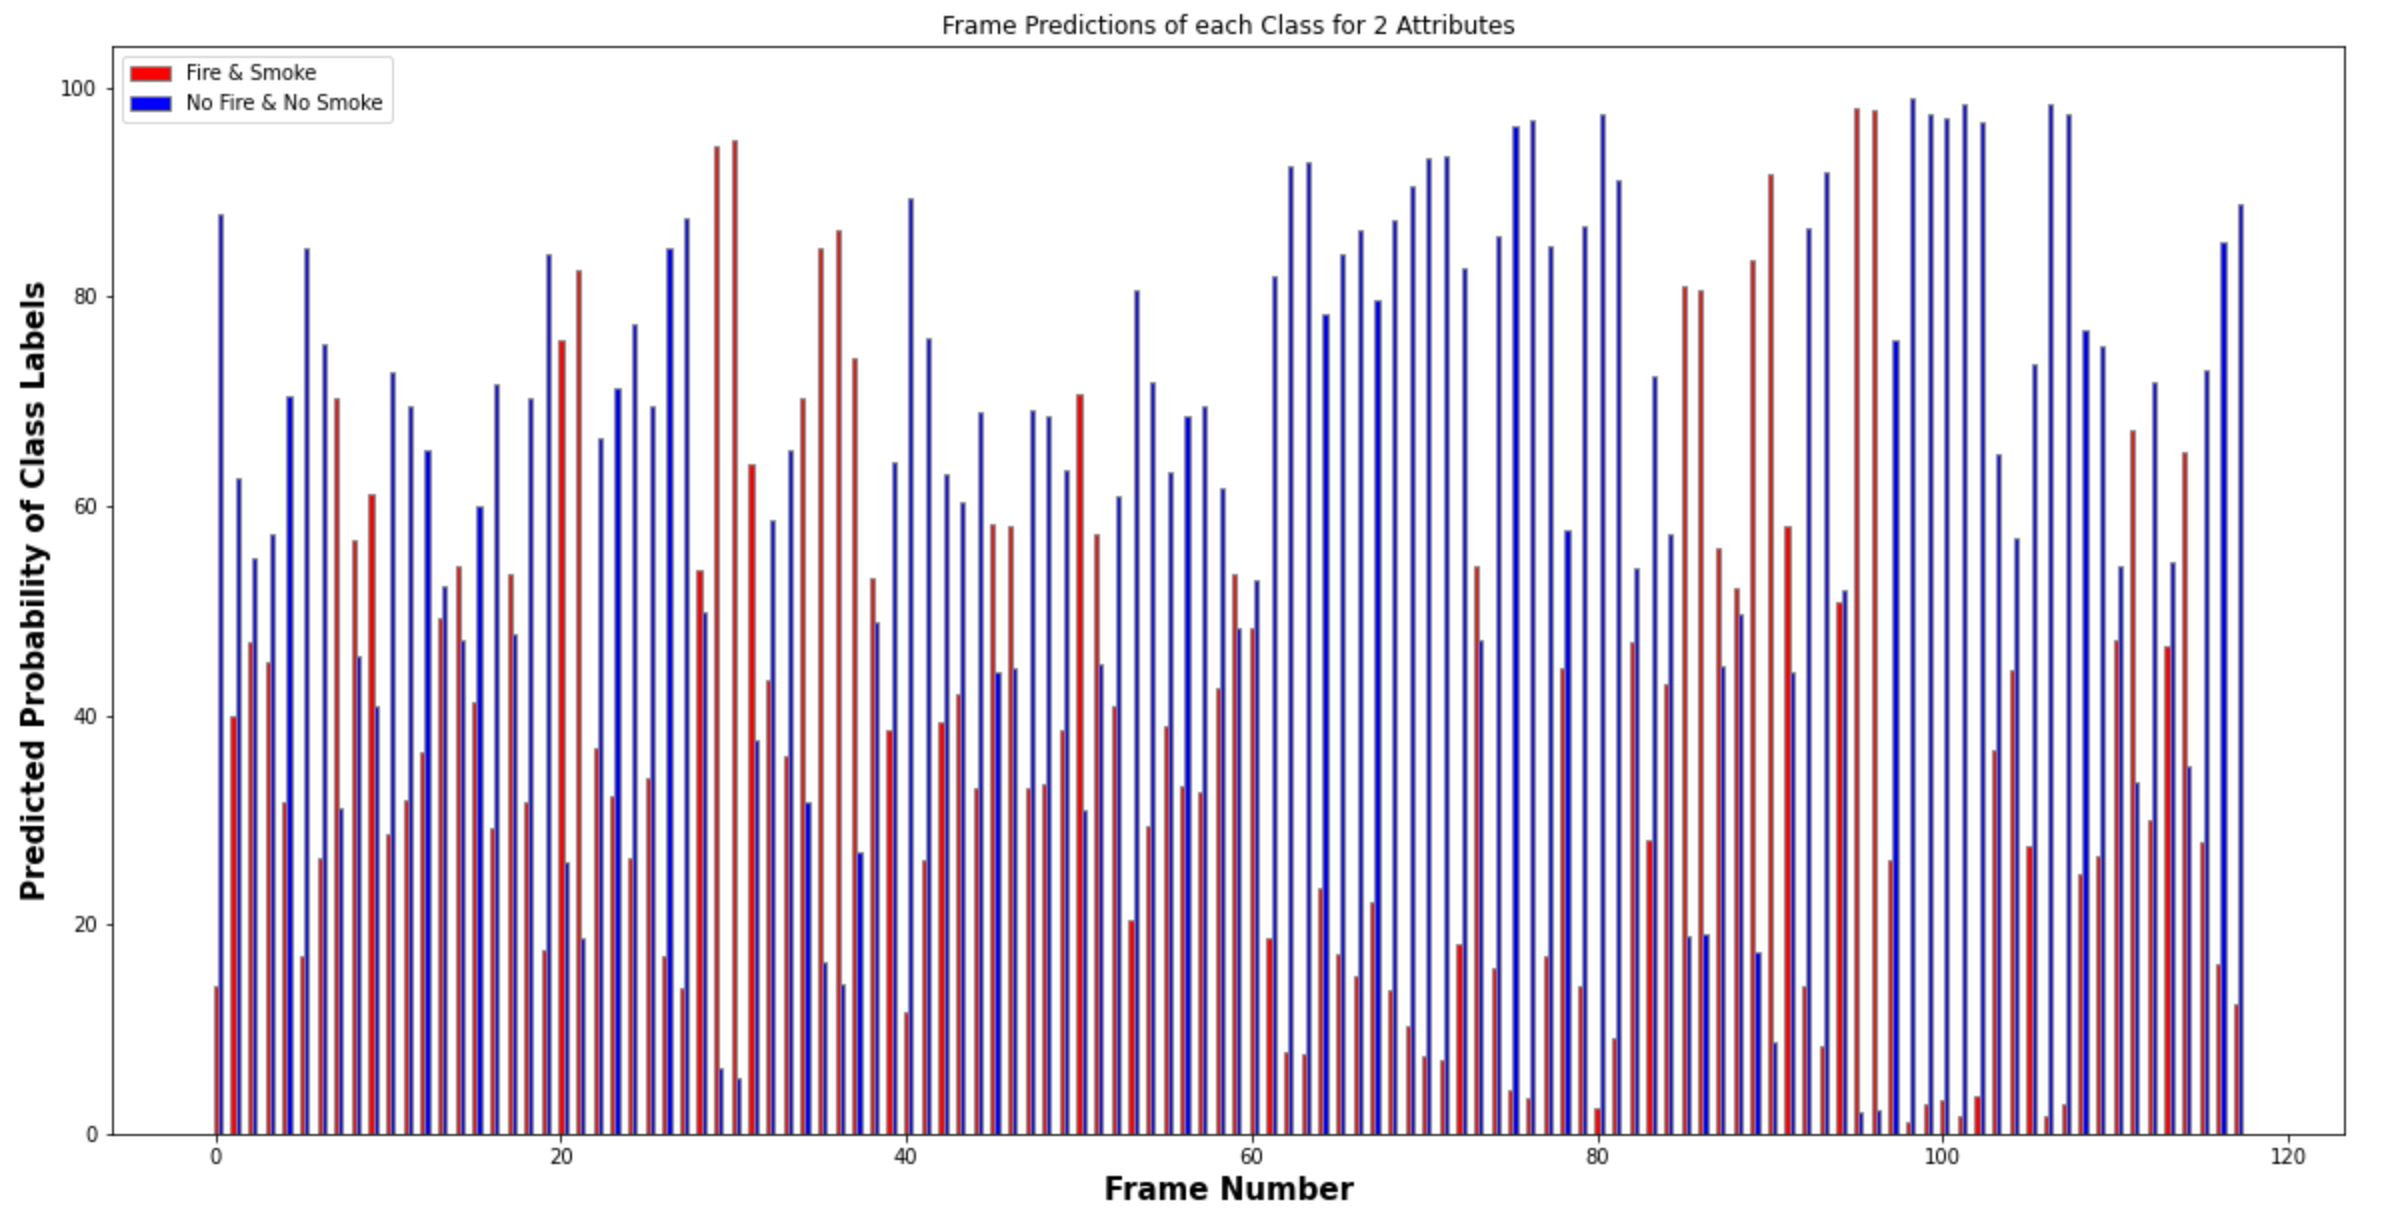 Frame Predictions of each Class for 2 Attributes
Fire & Smoke
No Fire & No Smoke
Predicted Probability of Class Labels
100
80
60
40
20
0
0 20 40 60 80 100 120
Frame Number